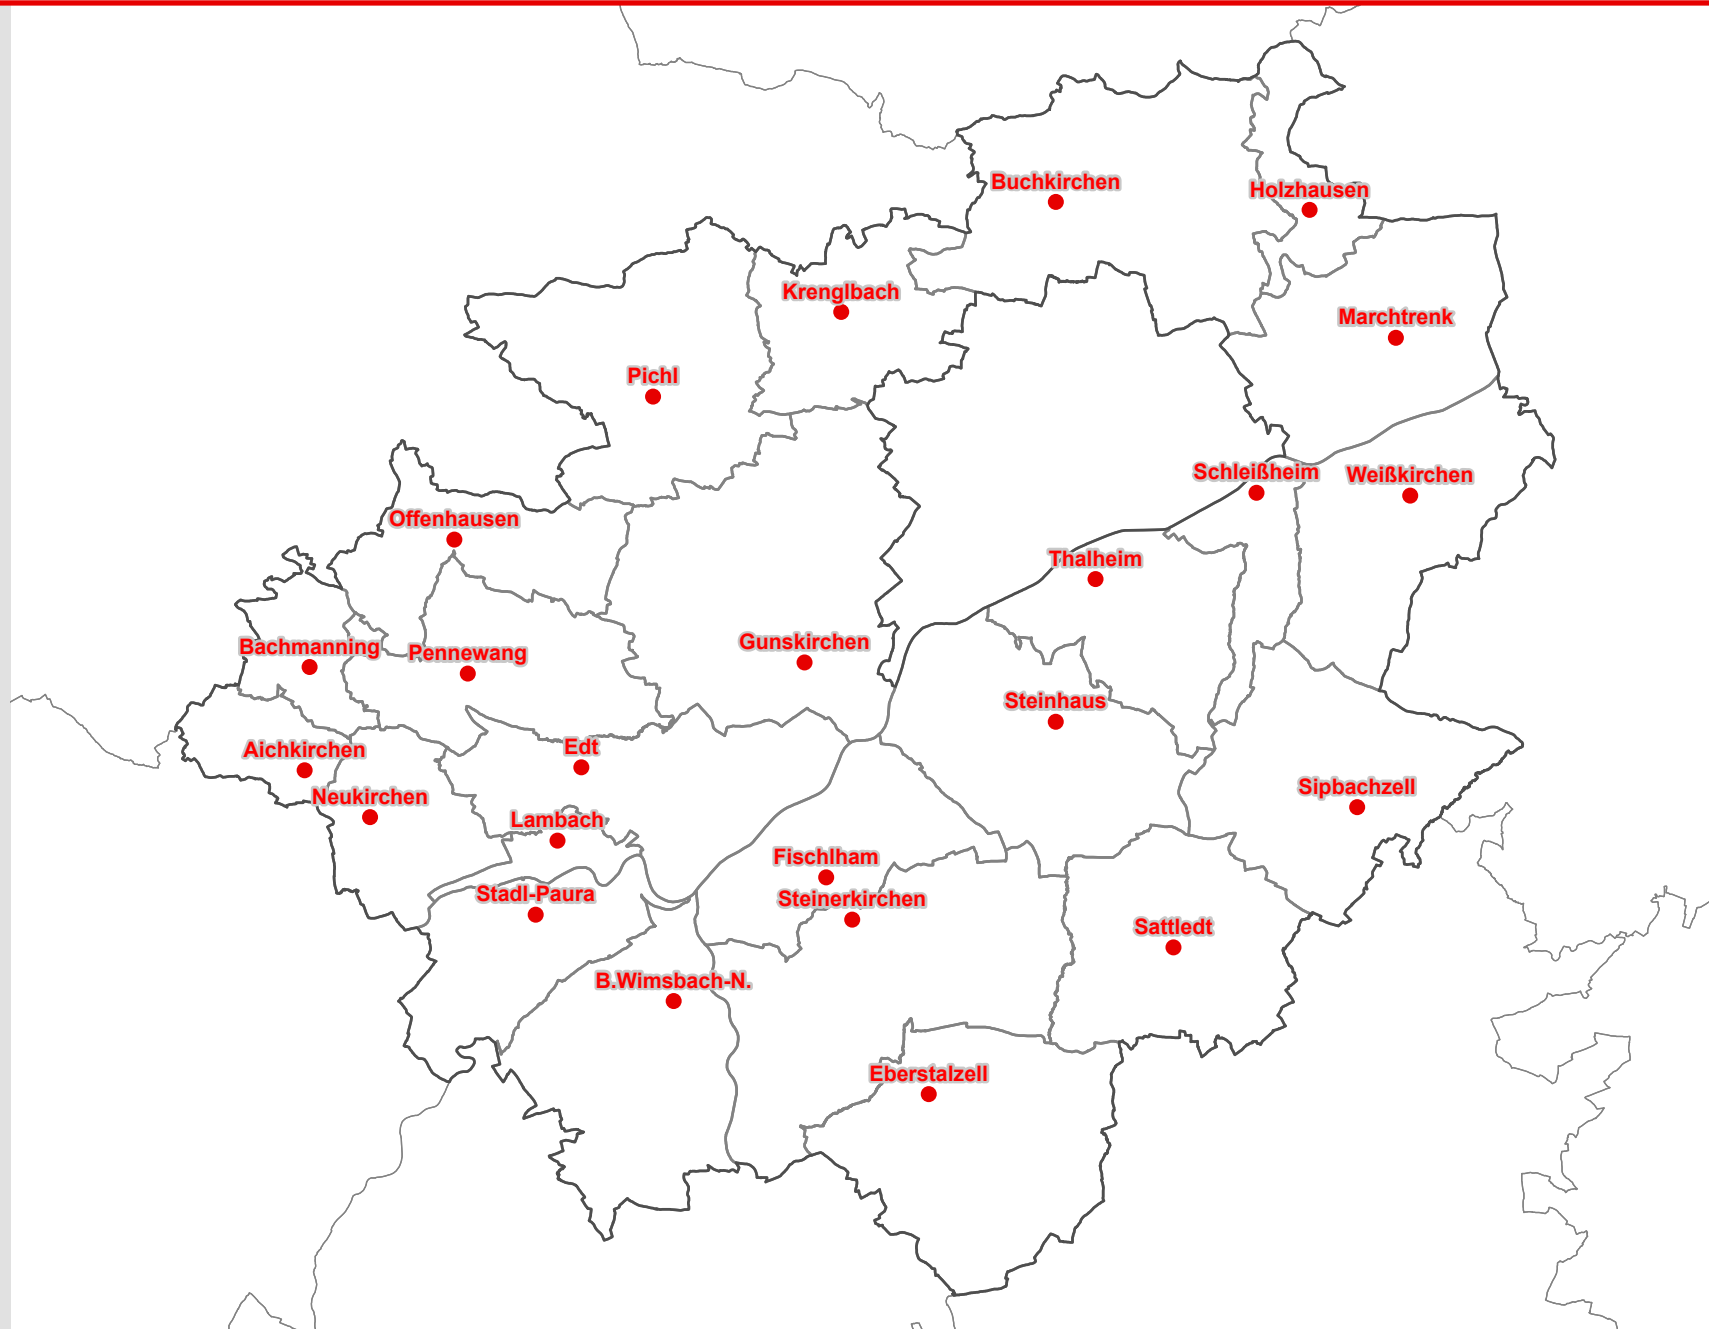 Buchkirchen
Holzhausen
Krenglbach
Marchtrenk
Pichl
Schleißheim
Weißkirchen
Offenhausen
Thalheim
Gunskirchen
Bachmanning
Pennewang
Steinhaus
Edt
Aichkirchen
Sipbachzell
Neukirchen
Lambach
Fischlham
Stadl-Paura
Steinerkirchen
Sattledt
B.Wimsbach-N.
Eberstalzell